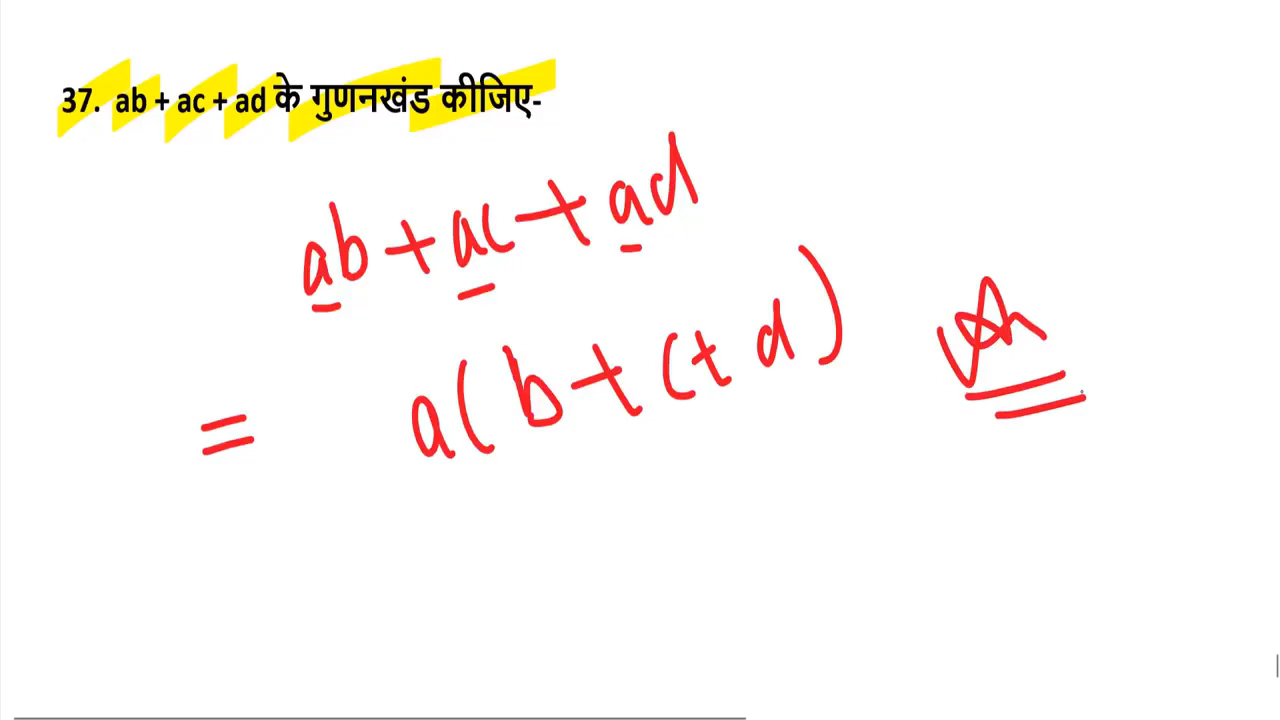 37. ab + ac + ad के गुणनखंड कीजिए-
ab + ac + ad
= a(b + c + d) Ans